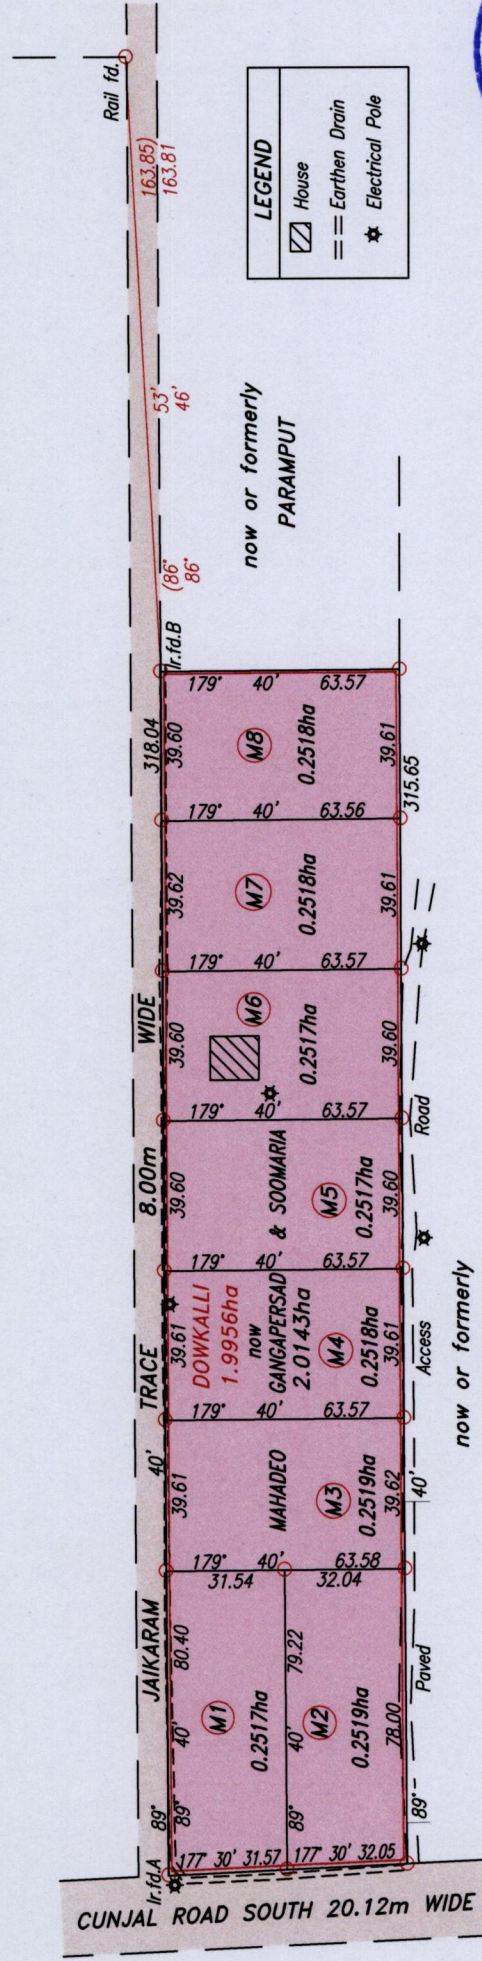 Rail fd.
163.85)
163.81
LEGEND
House
Earthen Drain
Electrical Pole
53'
46'
(86°
86°
now or formerly
PARAMPUT
Ir.fd.B
318.04
39.60
179° 40' 63.57
M8
0.2518ha
39.61
315.65
179° 40' 63.56
39.62
M7
0.2518ha
39.61
179° 40' 63.57
WIDE
39.60
M6
0.2517ha
39.60
179° 40' 63.57
Road
8.00m
39.60
& SOOMARIA
M5
0.2517ha
39.60
179° 40' 63.57
39.61
DOWKALLI
1.9956ha
now
GANGAPERSAD
2.0143ha
M4
0.2518ha
39.61
Access
now or formerly
TRACE
179° 40' 63.57
40'
39.61
MAHADEO
M3
0.2519ha
39.62
40'
179° 40' 63.58
31.54 32.04
JAIKARAM
80.40
79.22
M1
0.2517ha
M2
0.2519ha
78.00
Paved
40'
40'
89°
89°
89°
89°
Ir.fd.A
177° 30' 31.57 177° 30' 32.05
CUNJAL ROAD SOUTH 20.12m WIDE